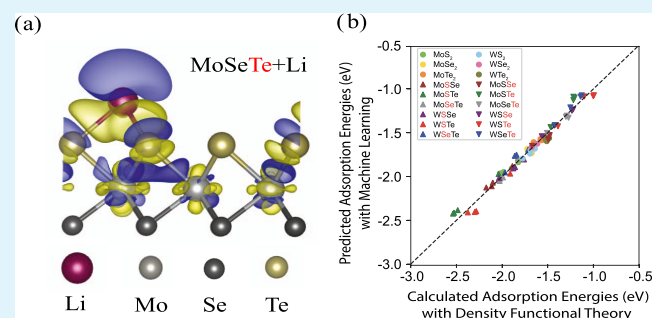 (a)
MoSeTe+Li
Li Mo Se Te
(b)
Predicted Adsorption Energies (eV)
with Machine Learning
-0.5
-1.0
-1.5
-2.0
-2.5
-3.0
MoS₂ WS₂
MoSe₂ WSe₂
MoTe₂ WTe₂
MoSSe MoSSe
MoSTe MoSTe
MoSeTe MoSeTe
WSSe WSSe
WSTe WSTe
WSeTe WSeTe
-3.0 -2.5 -2.0 -1.5 -1.0 -0.5
Calculated Adsorption Energies (eV)
with Density Functional Theory